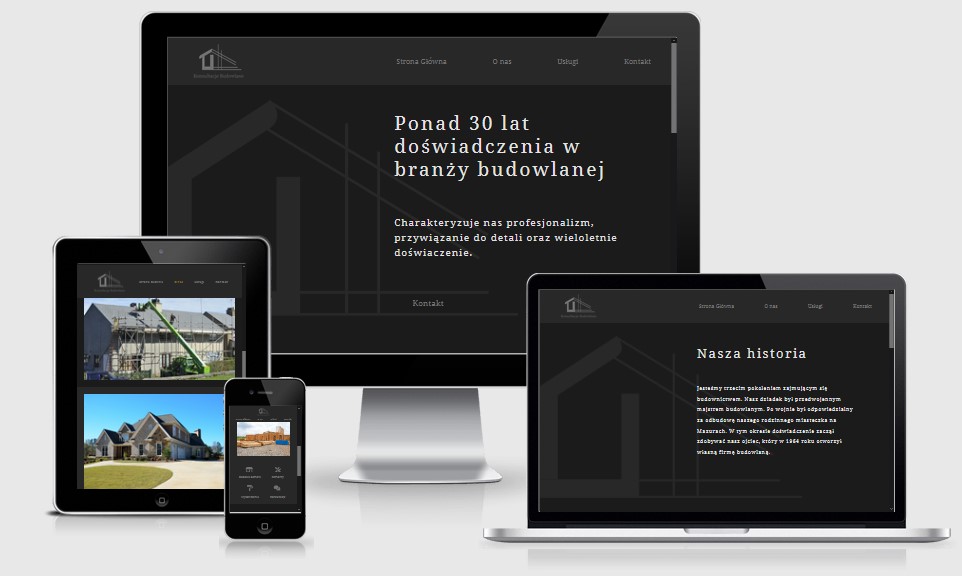 Konsultacje Budowlane
Strona Główna O nas Usługi Kontakt
Ponad 30 lat
doświadczenia w
branży budowlanej
Charakteryzuje nas profesjonalizm,
przywiązanie do detali oraz wieloletnie
doświaczenie.
Kontakt
Strona Główna O nas Usługi Kontakt
Nasza historia
Jesteśmy trzecim pokoleniem zajmującym się
budownictwem. Nasz dziadek był przedwojennym
majstrem budowlanym. Po wojnie był odpowiedzialny
za odbudowę naszego rodzinnego miasteczka na
Mazurach. W tym okresie doświadczenie zaczął
zdobywać nasz ojciec, który w 1984 roku otworzył
własną firmę budowlaną.